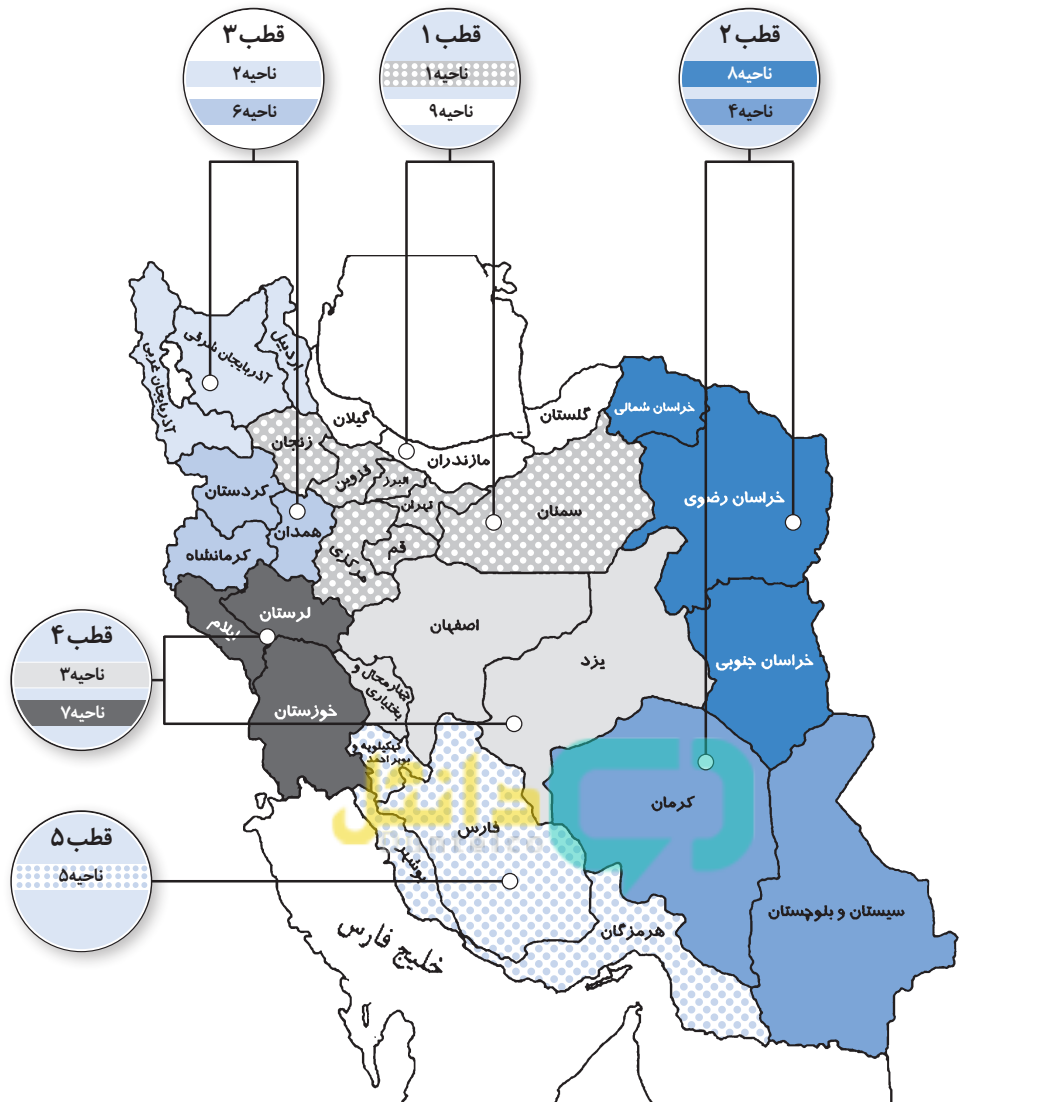 قطب ۳
ناحیه۲
ناحیه۶
قطب ۱
ناحیه۱
ناحیه۹
قطب ۲
ناحیه۸
ناحیه۴
آذربایجان شرقی
اردبیل
آذربایجان غربی
گیلان
گلستان
خراسان شمالی
زنجان
مازندران
قزوین
البرز
تهران
کردستان
سمنان
خراسان رضوی
همدان
کرمانشاه
مرکزی
قم
لرستان
ایلام
اصفهان
یزد
خراسان جنوبی
قطب ۴
ناحیه۳
ناحیه۷
چهارمحال و
بختیاری
خوزستان
کهکیلویه و
بویر احمد
کرمان
فارس
دانشل
بوشهر
قطب ۵
ناحیه۵
سیستان و بلوچستان
هرمزگان
خلیج فارس